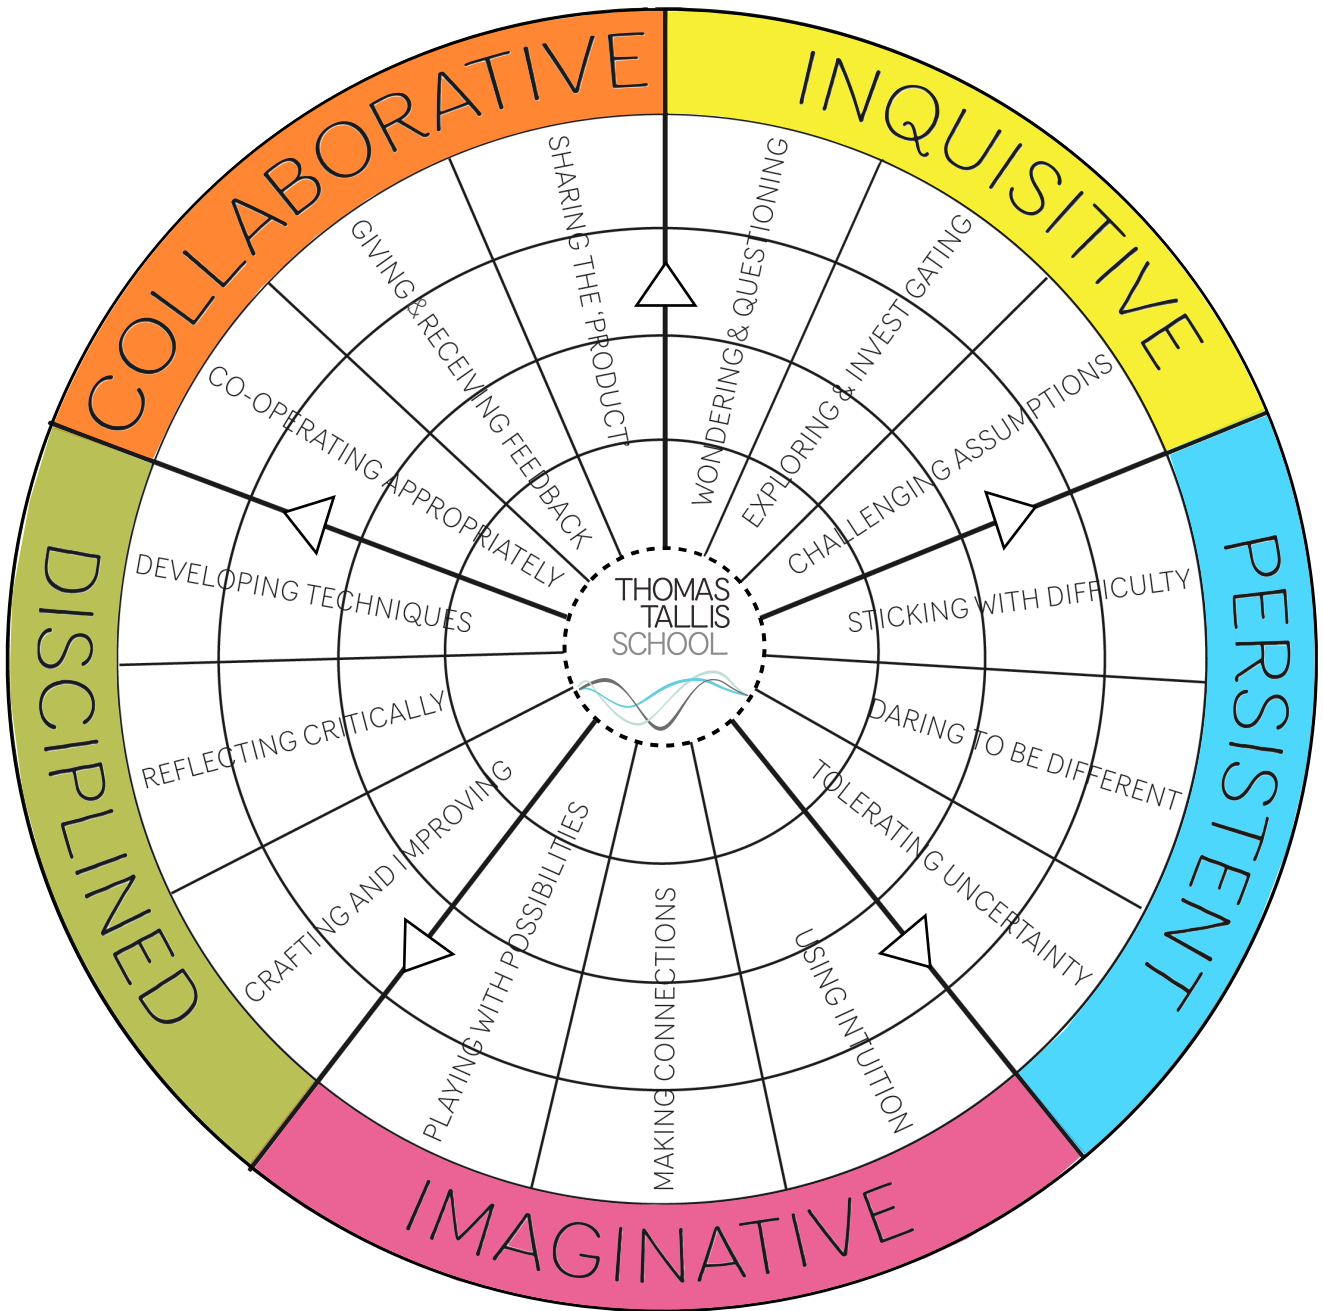 COLLABORATIVE
INQUISITIVE
PERSISTENT
IMAGINATIVE
DISCIPLINED
WONDERING & QUESTIONING
EXPLORING & INVEST GATING
CHALLENGING ASSUMPTIONS
STICKING WITH DIFFICULTY
DARING TO BE DIFFERENT
TOLERATING UNCERTAINTY
USING INTUITION
MAKING CONNECTIONS
PLAYING WITH POSSIBILITIES
CRAFTING AND IMPROVING
REFLECTING CRITICALLY
DEVELOPING TECHNIQUES
CO-OPERATING APPROPRIATELY
GIVING & RECEIVING FEEDBACK
SHARING THE ‘PRODUCT’
THOMAS
TALLIS
SCHOOL